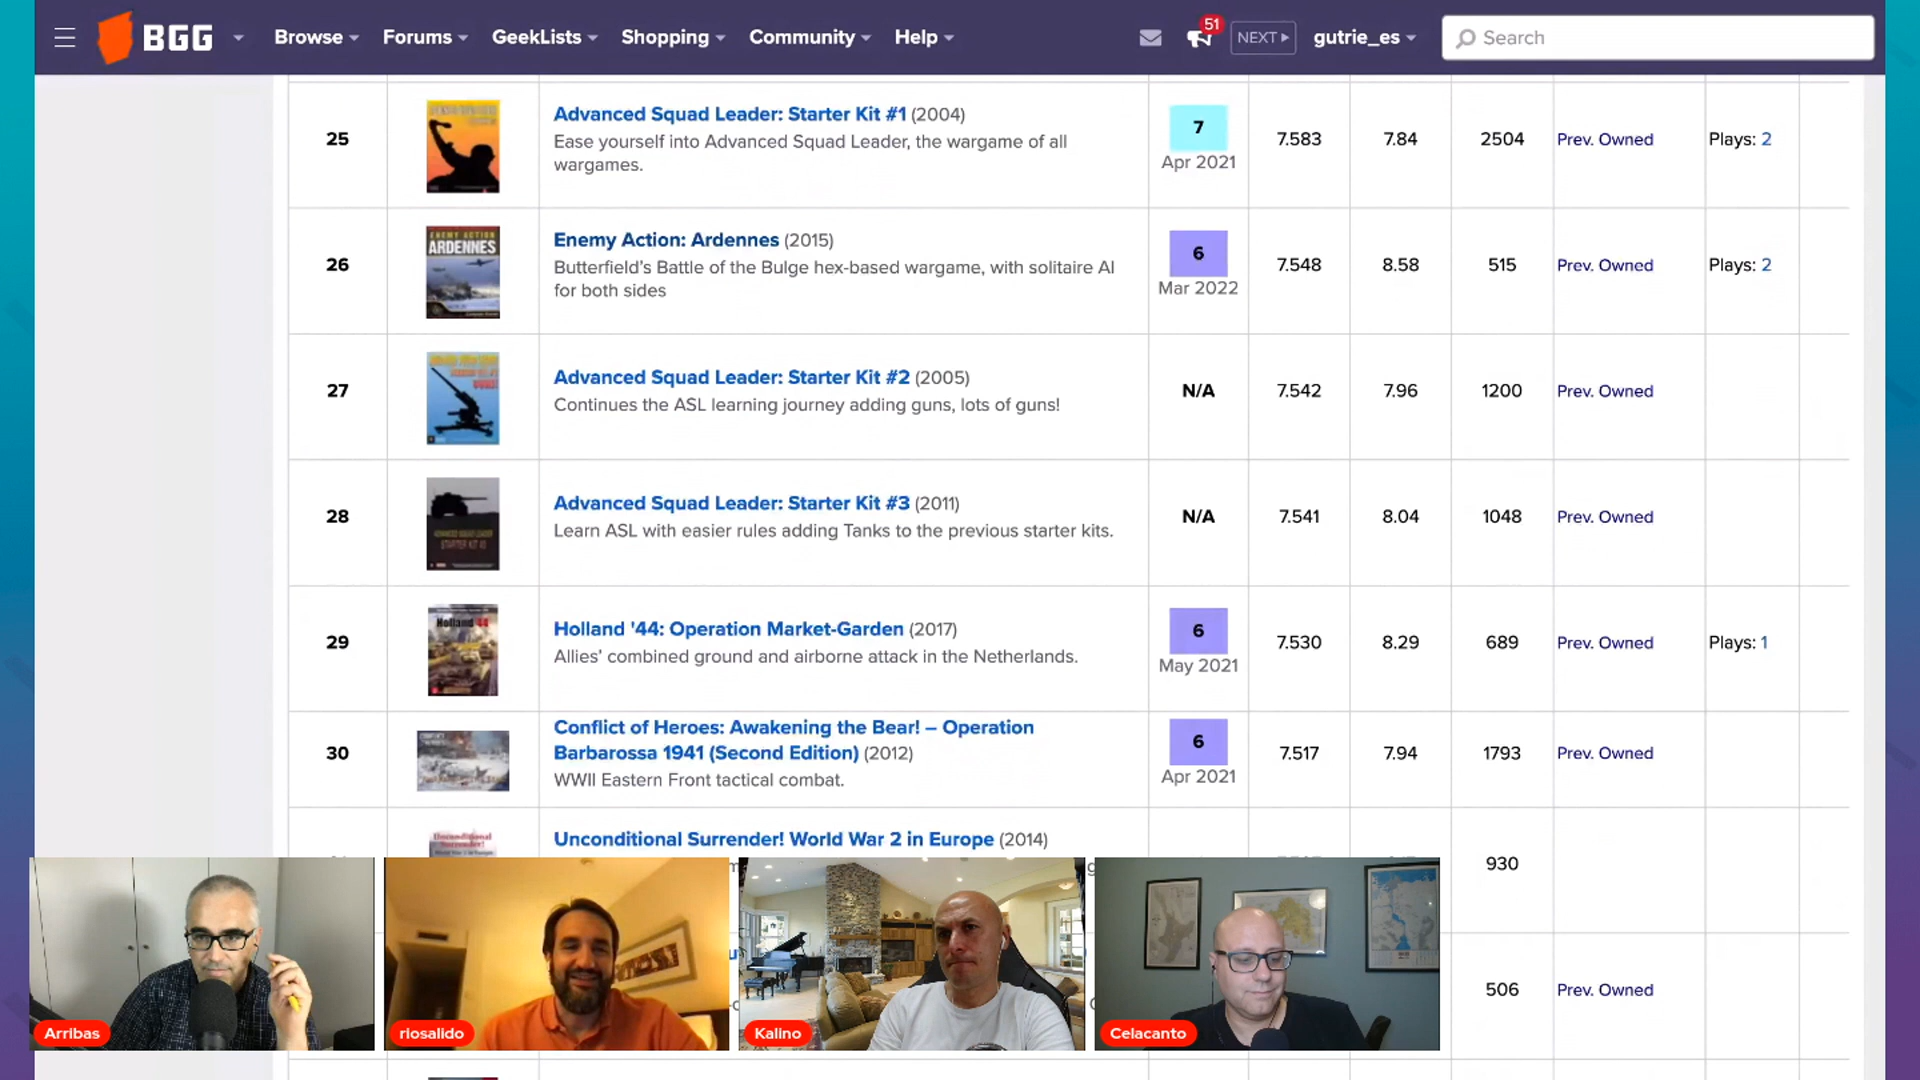 BGG Browse Forums GeekLists Shopping Community Help 51 NEXT gutrie_es Search
25 Advanced Squad Leader: Starter Kit #1 (2004)
Ease yourself into Advanced Squad Leader, the wargame of all
wargames.
7
Apr 2021
7.583 7.84 2504 Prev. Owned Plays: 2
26 ENEMY ACTION
ARDENNES
Enemy Action: Ardennes (2015)
Butterfield's Battle of the Bulge hex-based wargame, with solitaire AI
for both sides
6
Mar 2022
7.548 8.58 515 Prev. Owned Plays: 2
27 Advanced Squad Leader: Starter Kit #2 (2005)
Continues the ASL learning journey adding guns, lots of guns!
N/A 7.542 7.96 1200 Prev. Owned
28 Advanced Squad Leader: Starter Kit #3 (2011)
Learn ASL with easier rules adding Tanks to the previous starter kits.
N/A 7.541 8.04 1048 Prev. Owned
29 Holland '44
Holland '44: Operation Market-Garden (2017)
Allies' combined ground and airborne attack in the Netherlands.
6
May 2021
7.530 8.29 689 Prev. Owned Plays: 1
30 Conflict of Heroes: Awakening the Bear! – Operation
Barbarossa 1941 (Second Edition) (2012)
WWII Eastern Front tactical combat.
6
Apr 2021
7.517 7.94 1793 Prev. Owned
Unconditional
Surrender!
Unconditional Surrender! World War 2 in Europe (2014)
930
506 Prev. Owned
Arribas
riosalido
Kalino
Celacanto